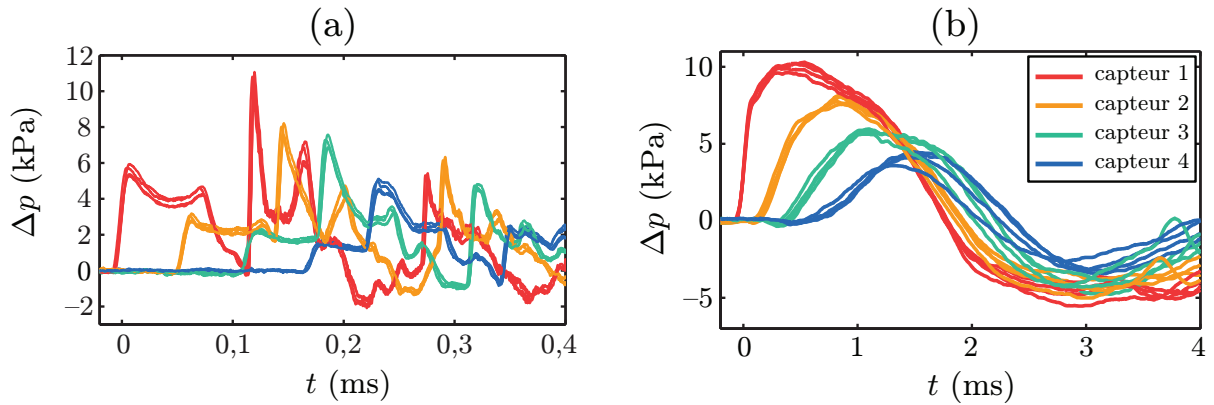 (a)
12
10
8
6
4
2
0
−2
Δp (kPa)
0 0,1 0,2 0,3 0,4
t (ms)
(b)
10
5
0
−5
Δp (kPa)
0 1 2 3 4
t (ms)
capteur 1
capteur 2
capteur 3
capteur 4